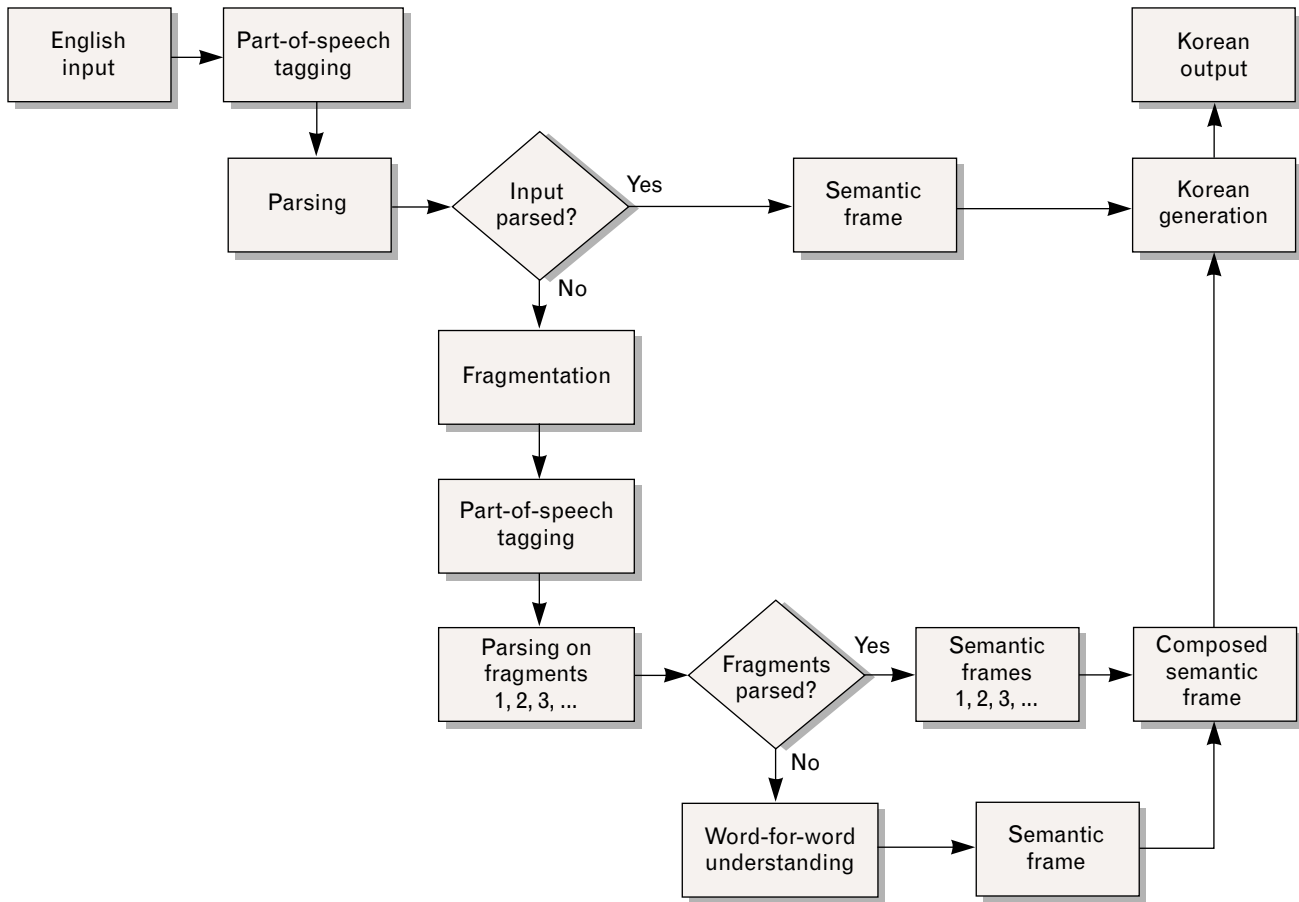 English
input
Part-of-speech
tagging
Korean
output
Parsing
Input
parsed?
Yes
Semantic
frame
Korean
generation
No
Fragmentation
Part-of-speech
tagging
Parsing on
fragments
1, 2, 3, ...
Fragments
parsed?
Yes
Semantic
frames
1, 2, 3, ...
Composed
semantic
frame
No
Word-for-word
understanding
Semantic
frame